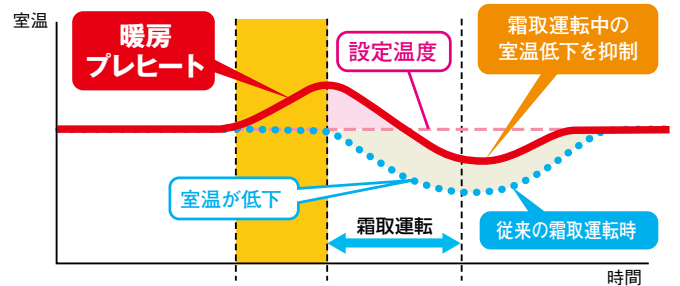 室温
暖房
プレヒート
設定温度
霜取運転中の
室温低下を抑制
室温が低下
霜取運転
従来の霜取運転時
時間